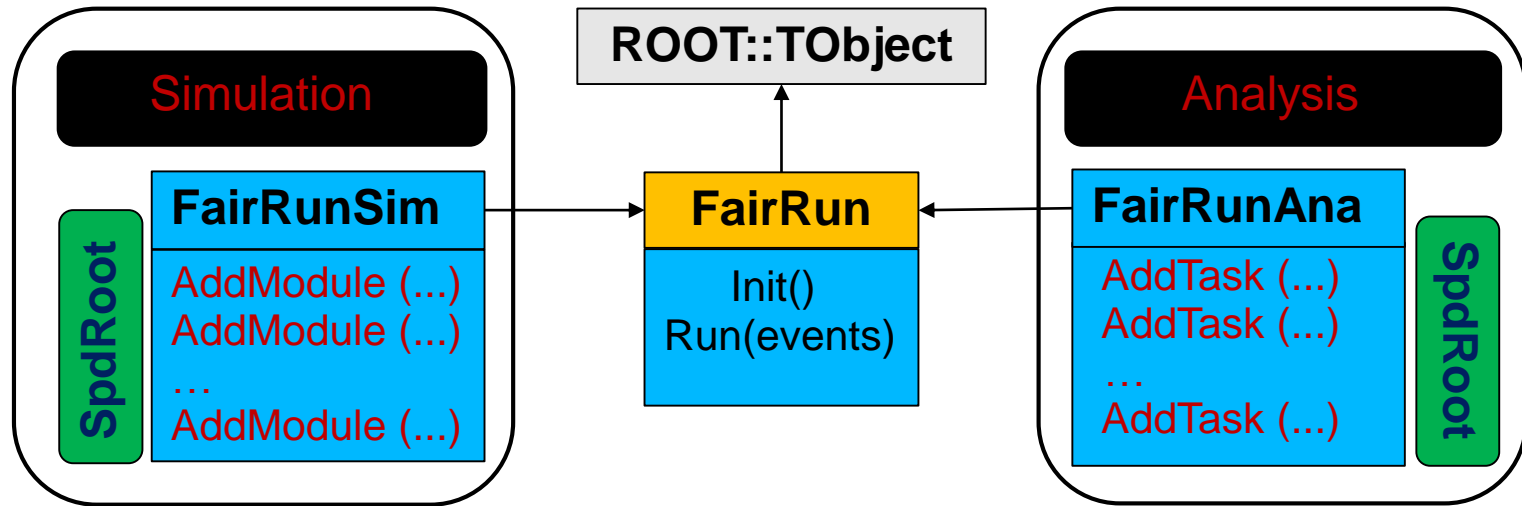 Simulation
SpdRoot
FairRunSim
AddModule (...)
AddModule (...)
...
AddModule (...)
ROOT::TObject
FairRun
Init()
Run(events)
Analysis
FairRunAna
AddTask (...)
AddTask (...)
...
AddTask (...)
SpdRoot